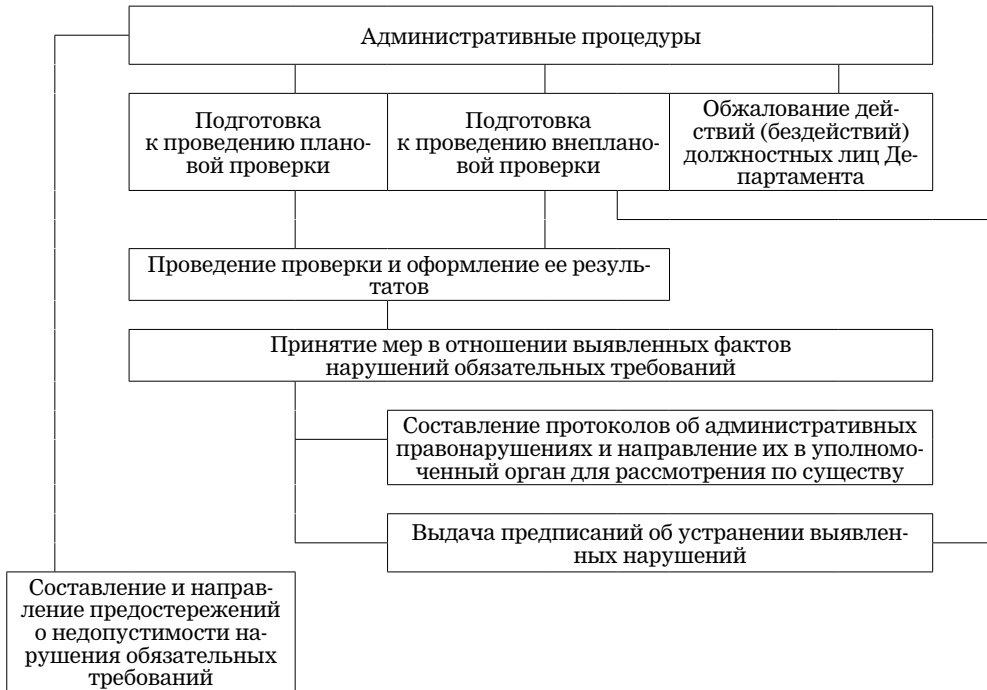 Административные процедуры
Подготовка
к проведению плано-
вой проверки
Подготовка
к проведению внеплано-
вой проверки
Обжалование дей-
ствий (бездействий)
должностных лиц Де-
партамента
Проведение проверки и оформление ее резуль-
татов
Принятие мер в отношении выявленных фактов
нарушений обязательных требований
Составление протоколов об административных
правонарушениях и направление их в уполномо-
ченный орган для рассмотрения по существу
Выдача предписаний об устранении выявлен-
ных нарушений
Составление и направ-
ление предостережений
о недопустимости на-
рушения обязательных
требований